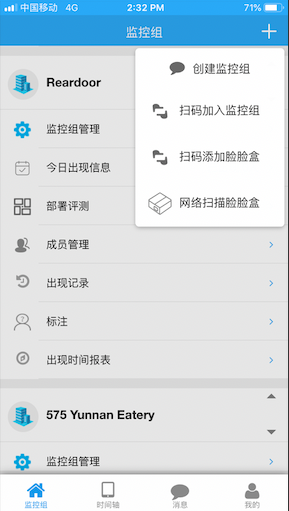 中国移动 4G 2:32 PM 71%
监控组
创建监控组
扫码加入监控组
扫码添加脸脸盒
网络扫描脸脸盒
Reardoor
监控组管理
今日出现信息
部署评测
成员管理
出现记录
标注
出现时间报表
575 Yunnan Eatery
监控组管理
监控组 时间轴 消息 我的